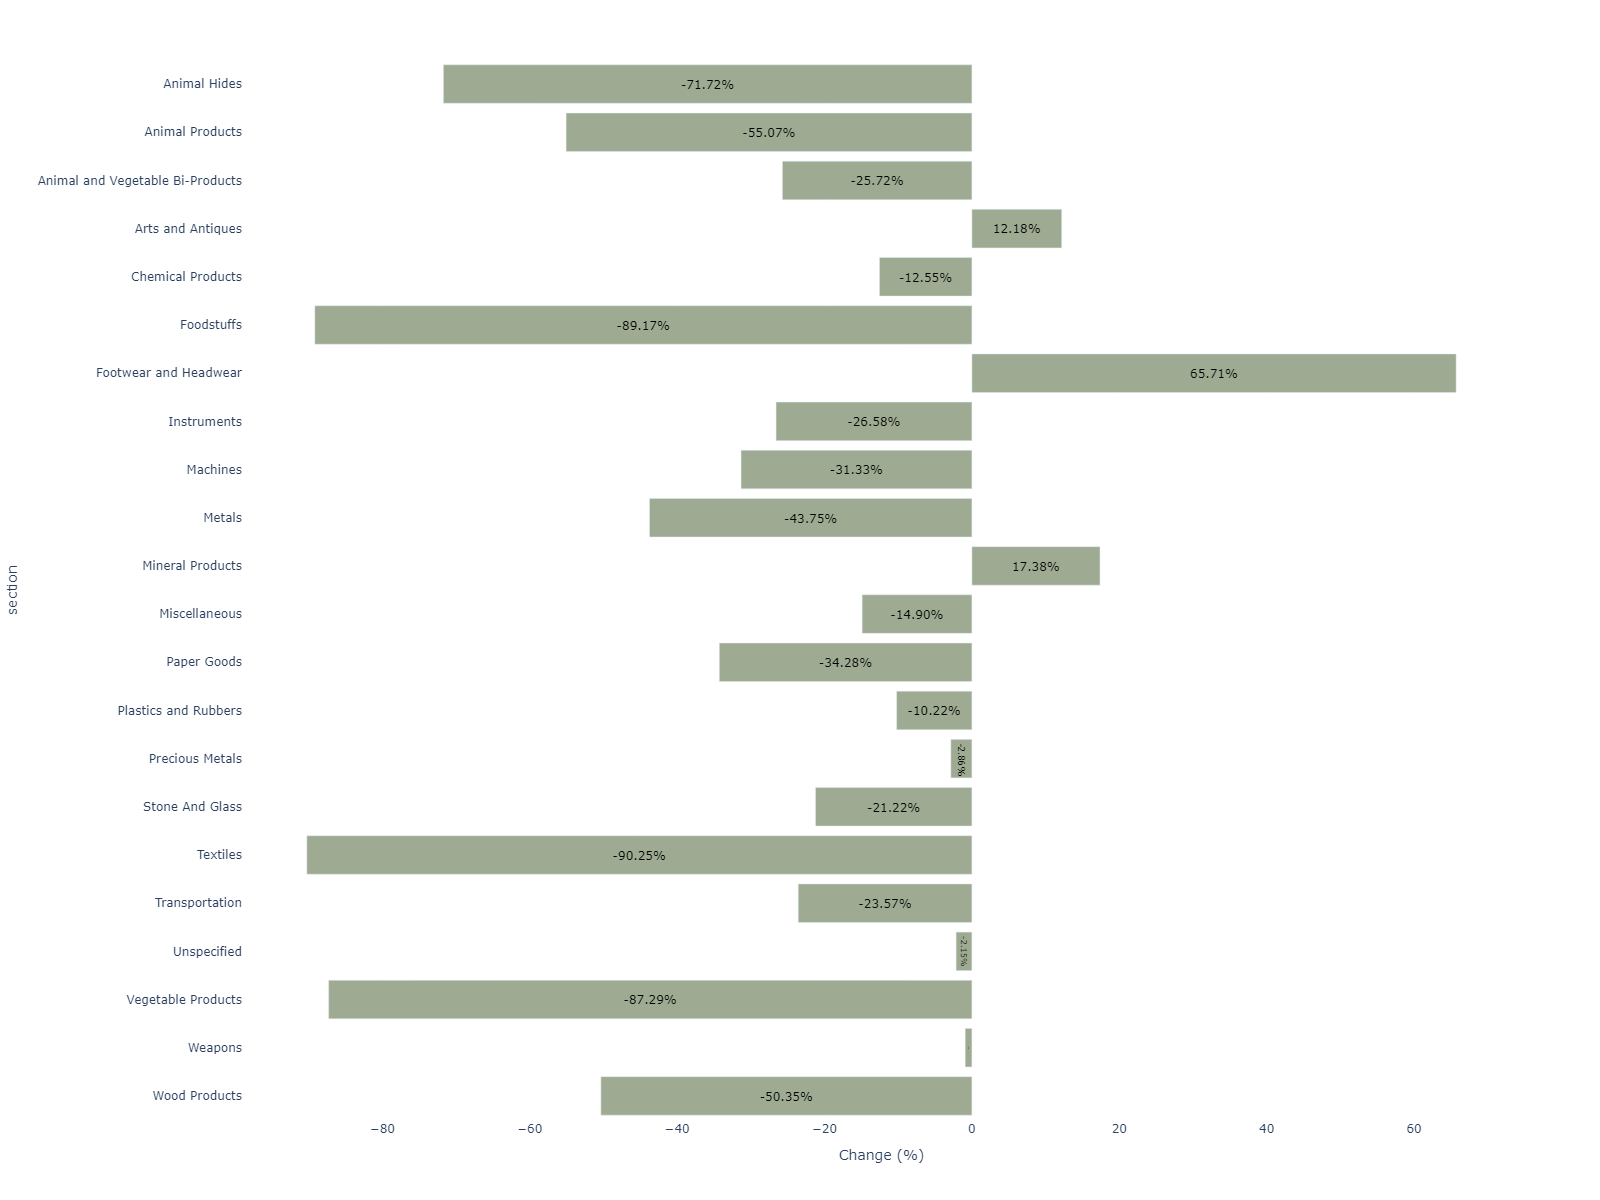 Animal Hides -71.72%
Animal Products -55.07%
Animal and Vegetable Bi-Products -25.72%
Arts and Antiques 12.18%
Chemical Products -12.55%
Foodstuffs -89.17%
Footwear and Headwear 65.71%
Instruments -26.58%
Machines -31.33%
Metals -43.75%
Mineral Products 17.38%
Miscellaneous -14.90%
Paper Goods -34.28%
Plastics and Rubbers -10.22%
Precious Metals -2.86%
Stone And Glass -21.22%
Textiles -90.25%
Transportation -23.57%
Unspecified -2.15%
Vegetable Products -87.29%
Weapons
Wood Products -50.35%
section
−80 −60 −40 −20 0 20 40 60
Change (%)